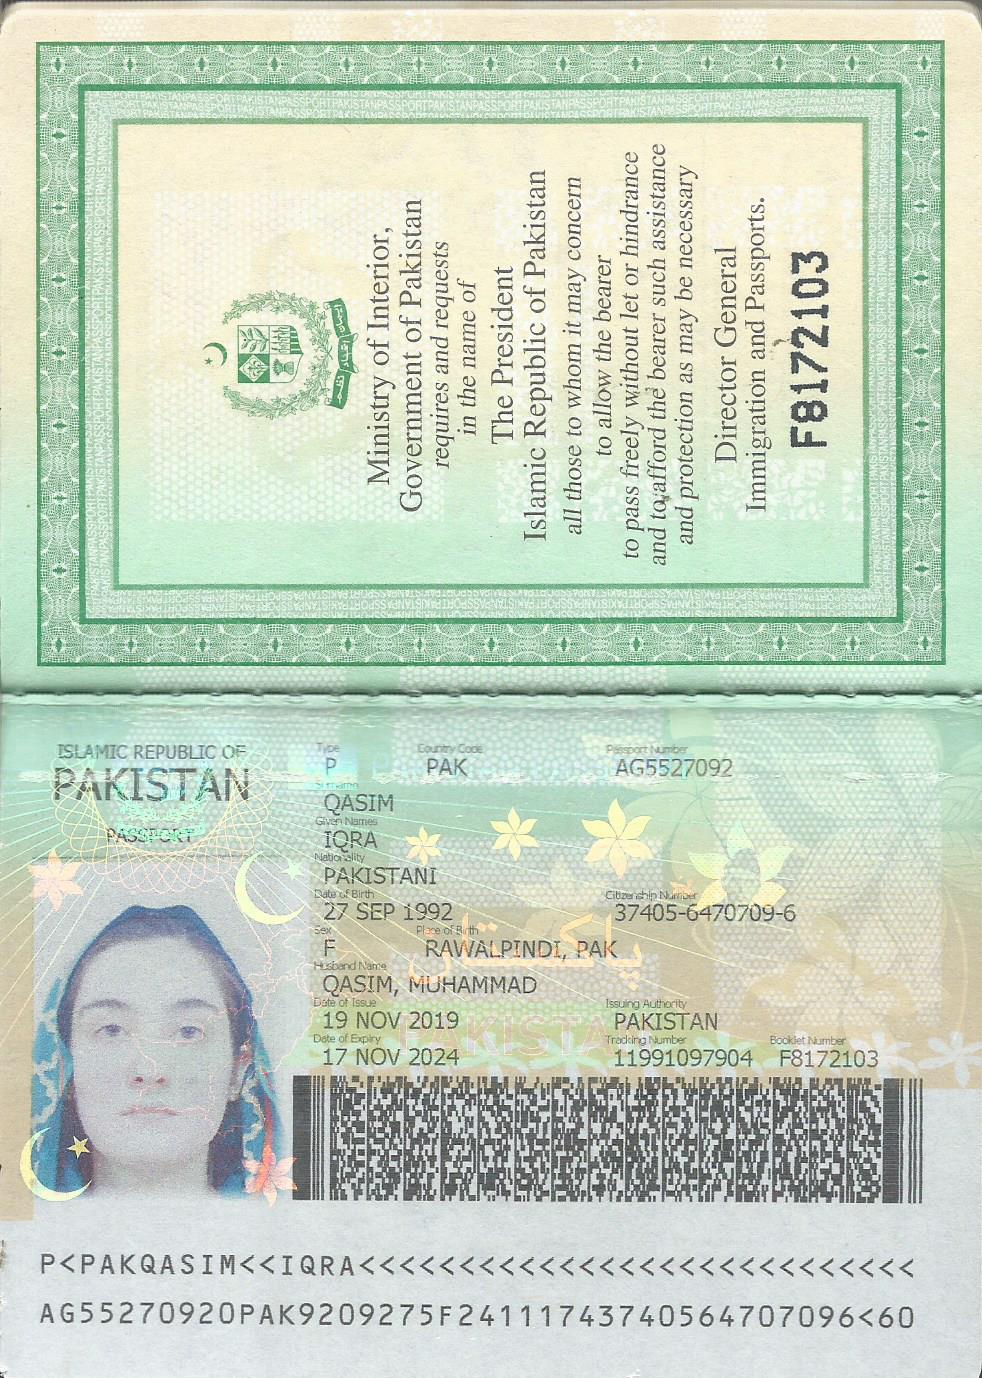 Ministry of Interior,
Government of Pakistan
requires and requests
in the name of
The President
Islamic Republic of Pakistan
all those to whom it may concern
to allow the bearer
to pass freely without let or hindrance
and to afford the bearer such assistance
and protection as may be necessary
Director General
Immigration and Passports.
F8172103
ISLAMIC REPUBLIC OF
PAKISTAN
PASSPORT
Type Country Code Passport Number
P PAK AG5527092
Surname
QASIM
Given Names
IQRA
Nationality
PAKISTANI
Date of Birth Citizenship Number
27 SEP 1992 37405-6470709-6
Sex Place of Birth
F RAWALPINDI, PAK
پاکستان
Husband Name
QASIM, MUHAMMAD
Date of Issue Issuing Authority
19 NOV 2019 PAKISTAN
PAKISTAN
Date of Expiry Tracking Number Booklet Number
17 NOV 2024 11991097904 F8172103
P<PAKQASIM<<IQRA<<<<<<<<<<<<<<<<<<<<<<<<<<<<
AG55270920PAK9209275F24111743740564707096<60